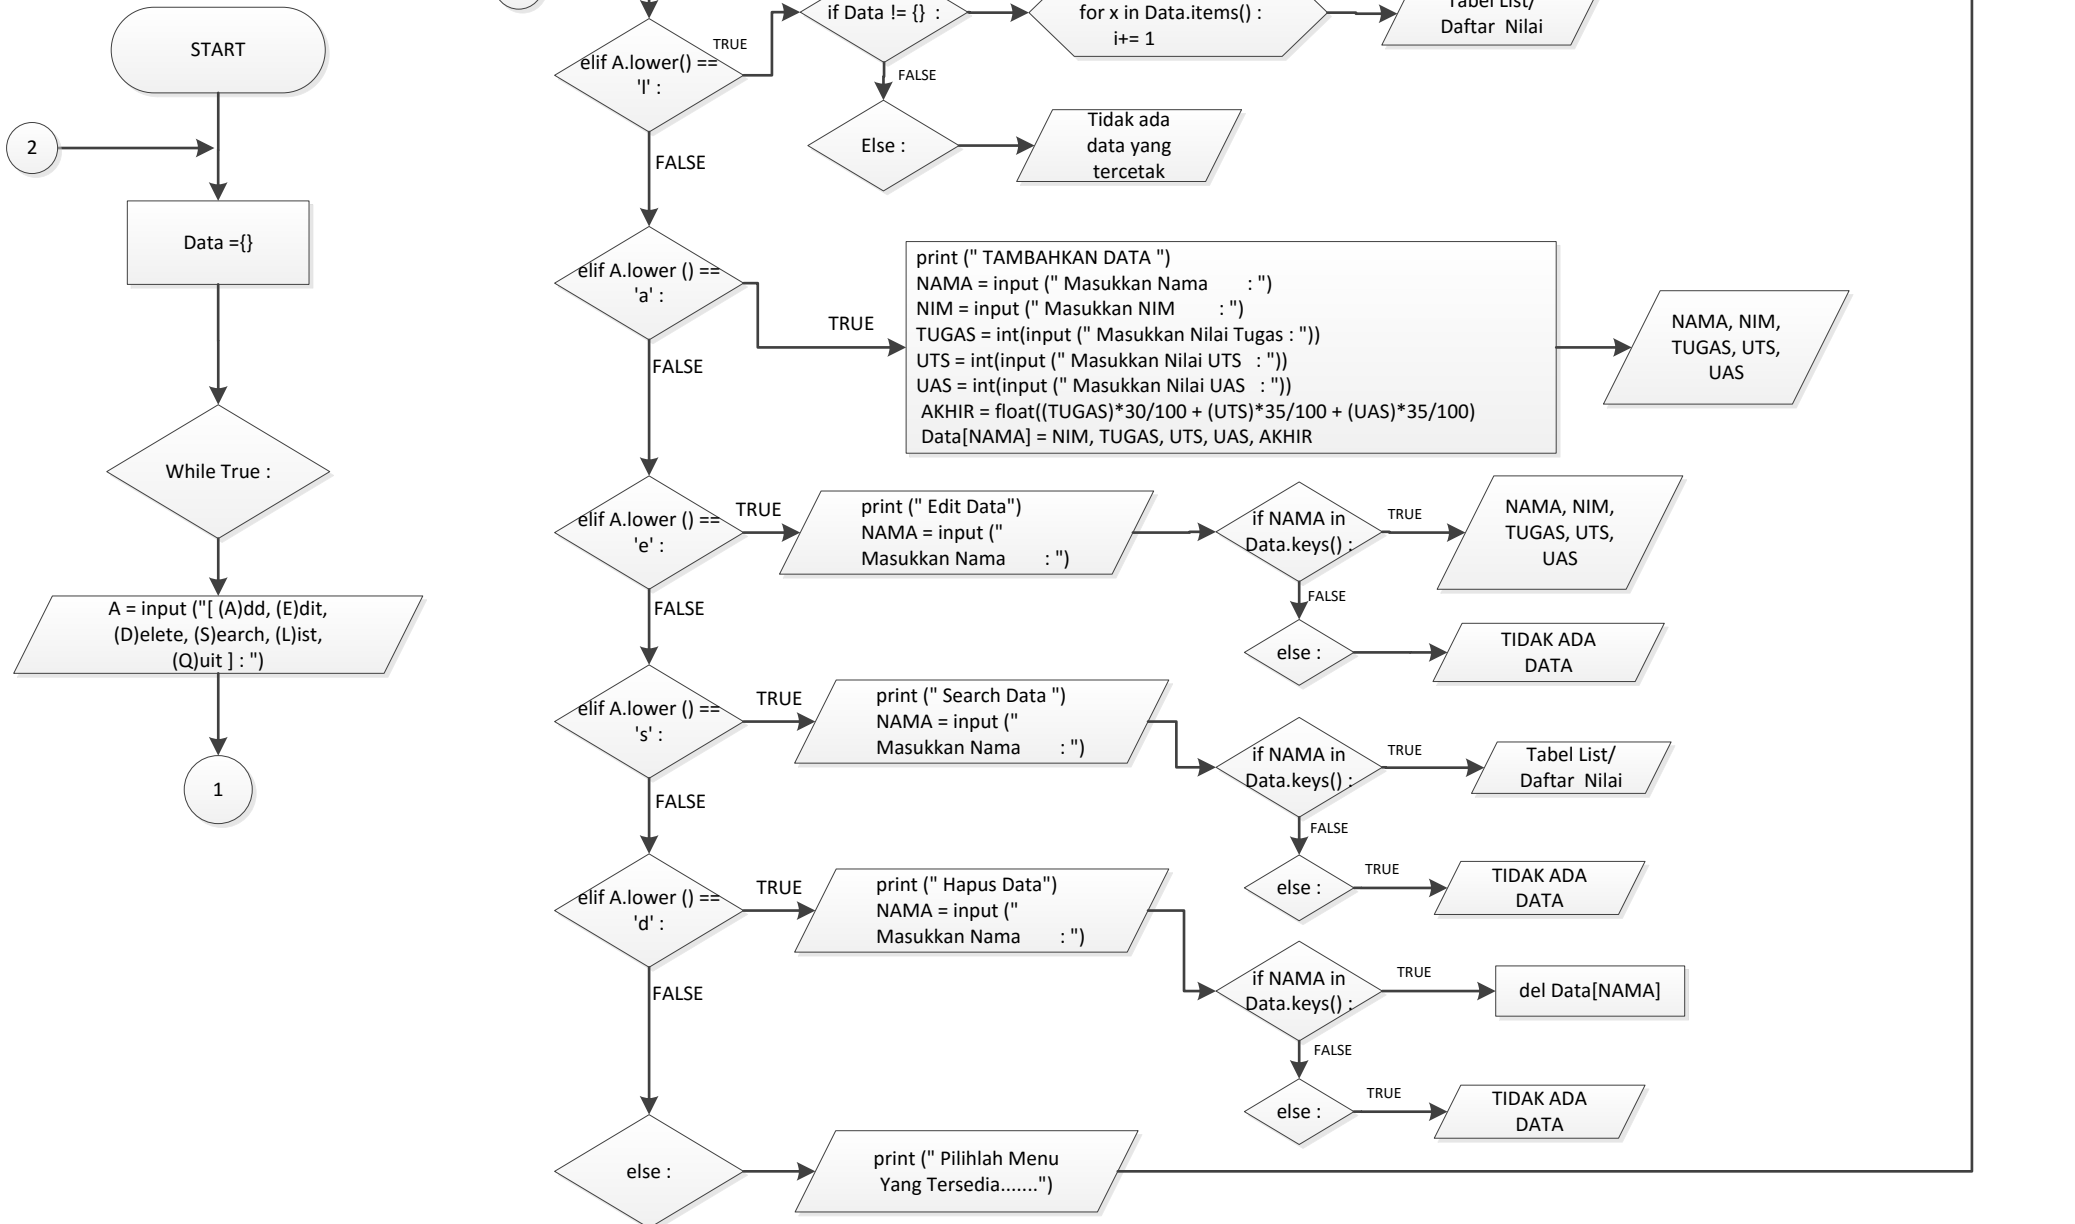 START
2
Data ={}
While True :
A = input ("[ (A)dd, (E)dit,
(D)elete, (S)earch, (L)ist,
(Q)uit ] : ")
1
elif A.lower() ==
'l' :
TRUE
if Data != {} :
for x in Data.items() :
i+= 1
Tabel List/
Daftar Nilai
FALSE
Else :
Tidak ada
data yang
tercetak
FALSE
elif A.lower () ==
'a' :
TRUE
print (" TAMBAHKAN DATA ")
NAMA = input (" Masukkan Nama : ")
NIM = input (" Masukkan NIM : ")
TUGAS = int(input (" Masukkan Nilai Tugas : "))
UTS = int(input (" Masukkan Nilai UTS : "))
UAS = int(input (" Masukkan Nilai UAS : "))
AKHIR = float((TUGAS)*30/100 + (UTS)*35/100 + (UAS)*35/100)
Data[NAMA] = NIM, TUGAS, UTS, UAS, AKHIR
NAMA, NIM,
TUGAS, UTS,
UAS
FALSE
elif A.lower () ==
'e' :
TRUE
print (" Edit Data")
NAMA = input ("
Masukkan Nama : ")
if NAMA in
Data.keys() :
TRUE
NAMA, NIM,
TUGAS, UTS,
UAS
FALSE
else :
TIDAK ADA
DATA
FALSE
elif A.lower () ==
's' :
TRUE
print (" Search Data ")
NAMA = input ("
Masukkan Nama : ")
if NAMA in
Data.keys() :
TRUE
Tabel List/
Daftar Nilai
FALSE
else :
TRUE
TIDAK ADA
DATA
FALSE
elif A.lower () ==
'd' :
TRUE
print (" Hapus Data")
NAMA = input ("
Masukkan Nama : ")
if NAMA in
Data.keys() :
TRUE
del Data[NAMA]
FALSE
else :
TRUE
TIDAK ADA
DATA
FALSE
else :
print (" Pilihlah Menu
Yang Tersedia.......")